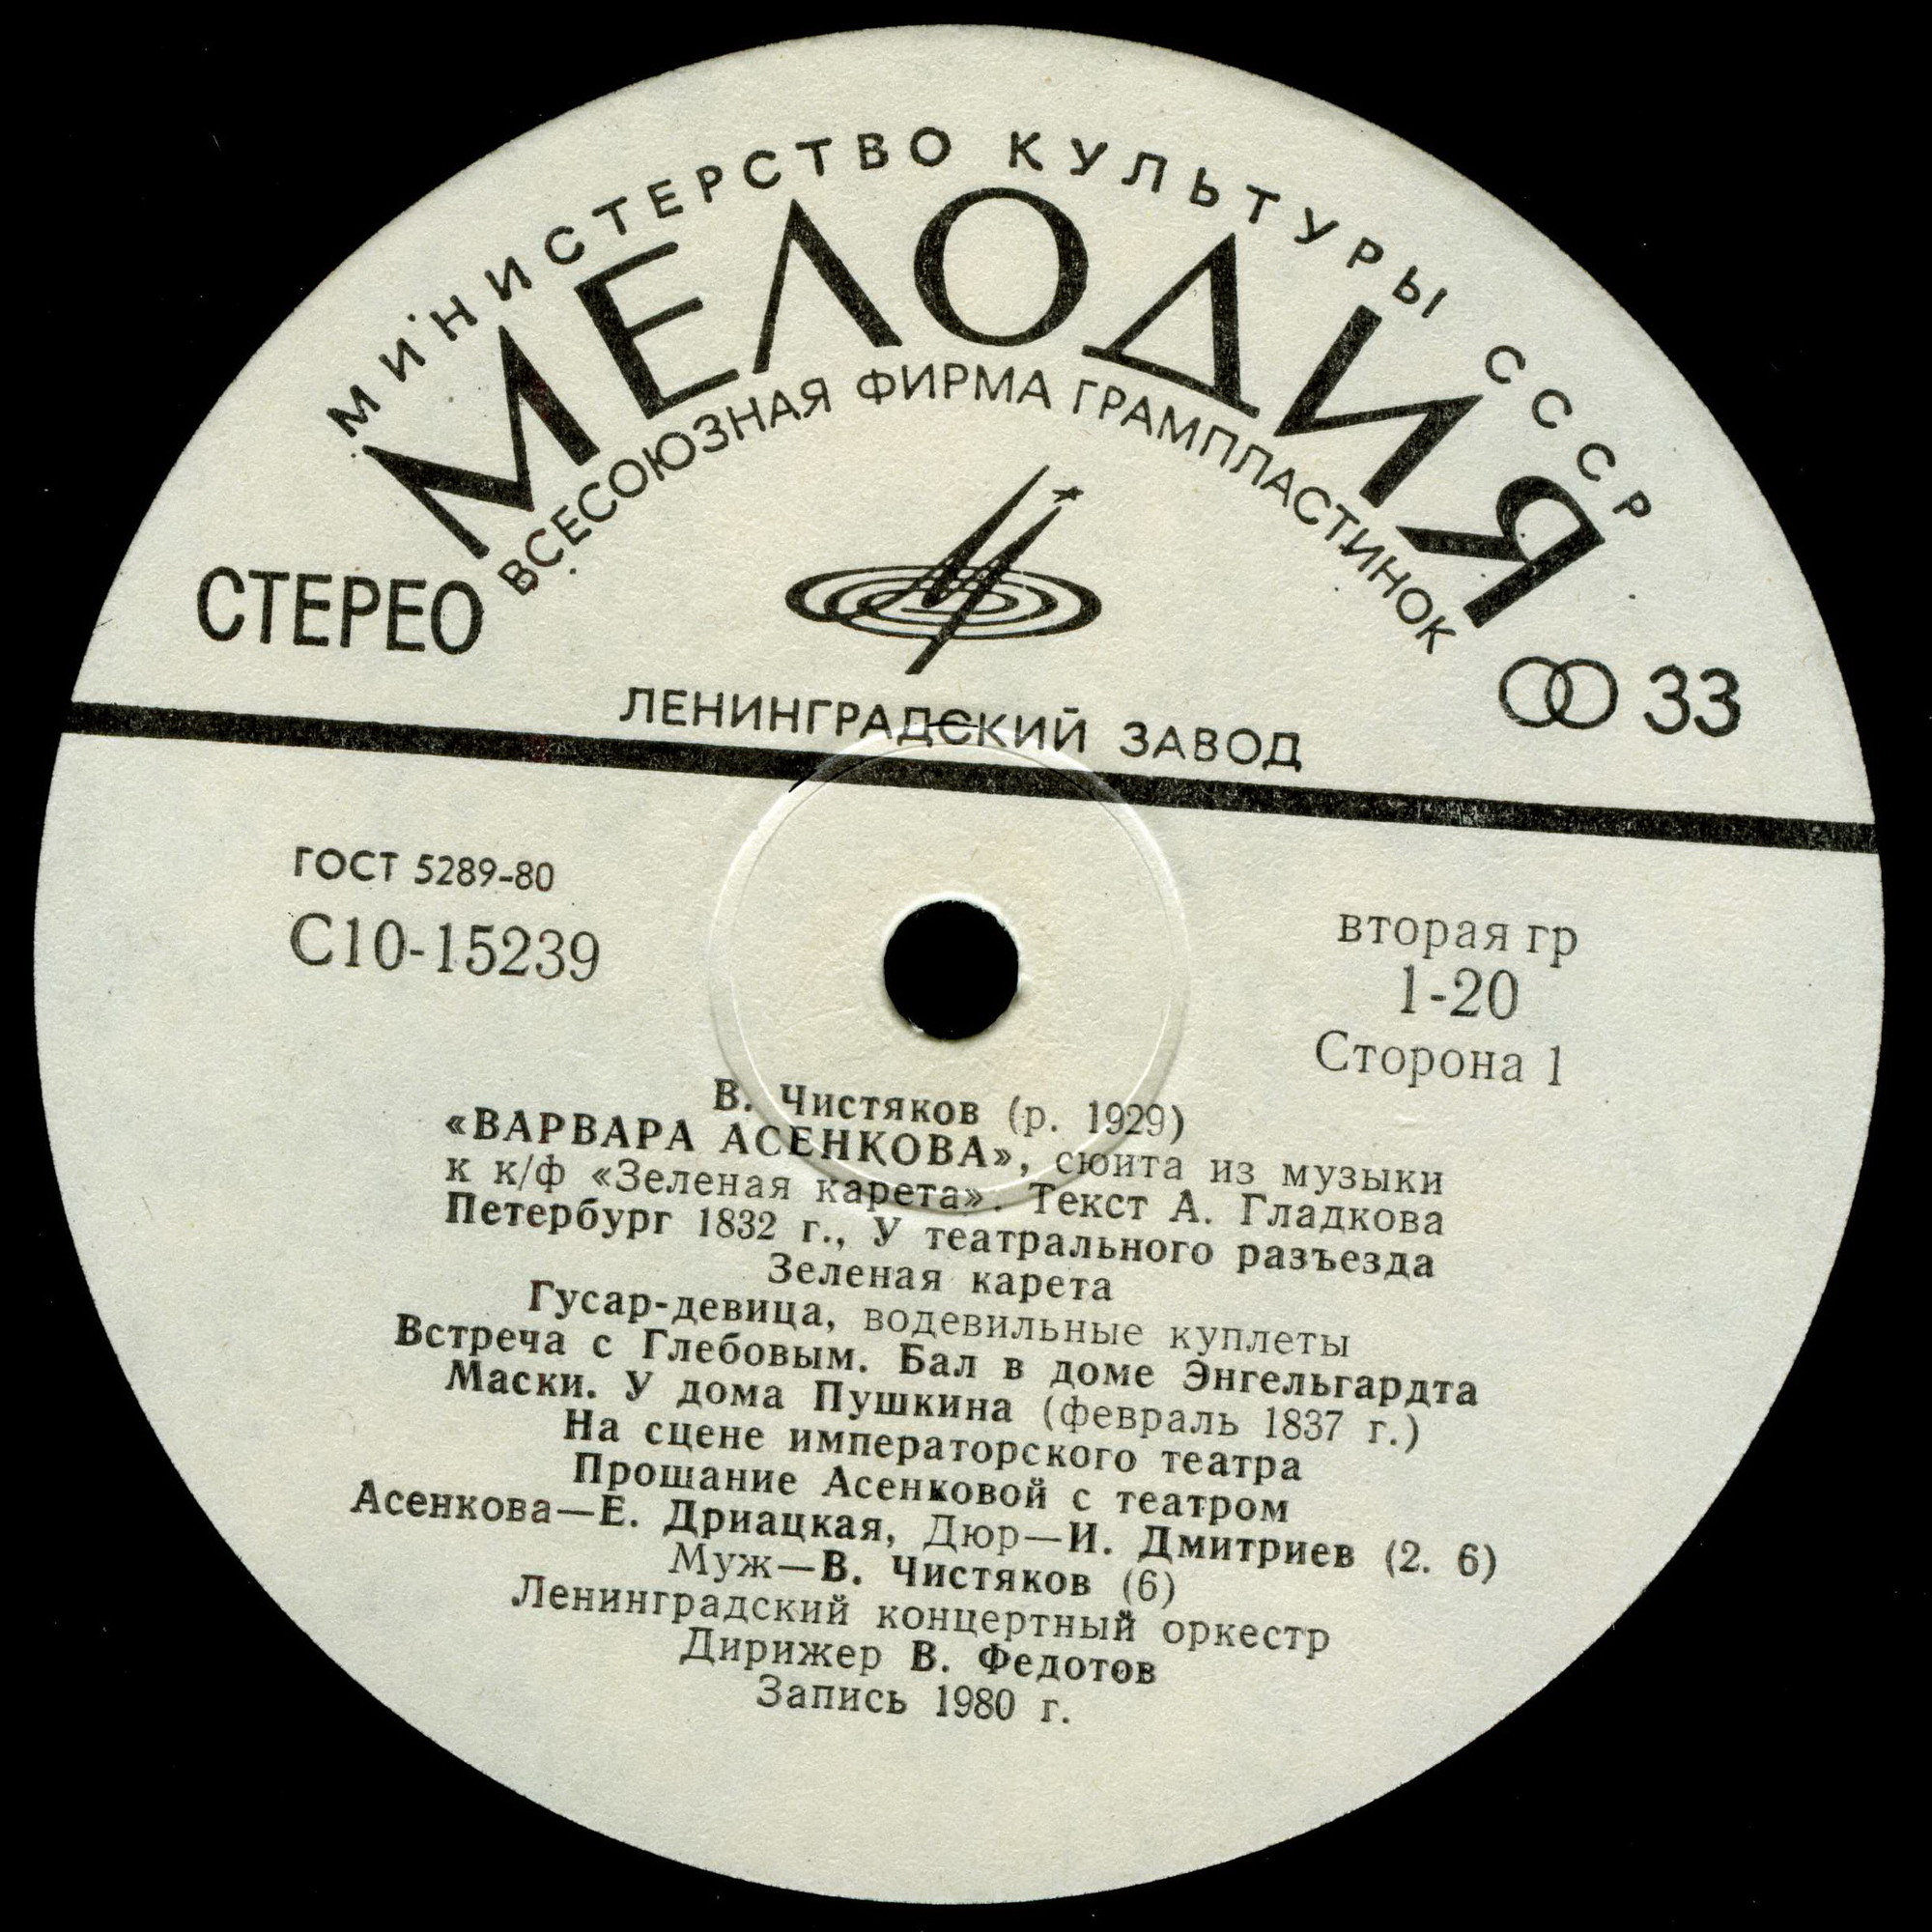 МИНИСТЕРСТВО КУЛЬТУРЫ СССР
МЕЛОДИЯ
ВСЕСОЮЗНАЯ ФИРМА ГРАМПЛАСТИНОК
СТЕРЕО
33
ЛЕНИНГРАДСКИЙ ЗАВОД
ГОСТ 5289-80
С10-15239
вторая гр
1-20
Сторона 1
В. Чистяков (р. 1929)
«ВАРВАРА АСЕНКОВА», сюита из музыки
к к/ф «Зеленая карета». Текст А. Гладкова
Петербург 1832 г., У театрального разъезда
Зеленая карета
Гусар-девица, водевильные куплеты
Встреча с Глебовым. Бал в доме Энгельгардта
Маски. У дома Пушкина (февраль 1837 г.)
На сцене императорского театра
Прощание Асенковой с театром
Асенкова—Е. Дриацкая, Дюр—И. Дмитриев (2. 6)
Муж—В. Чистяков (6)
Ленинградский концертный оркестр
Дирижер В. Федотов
Запись 1980 г.